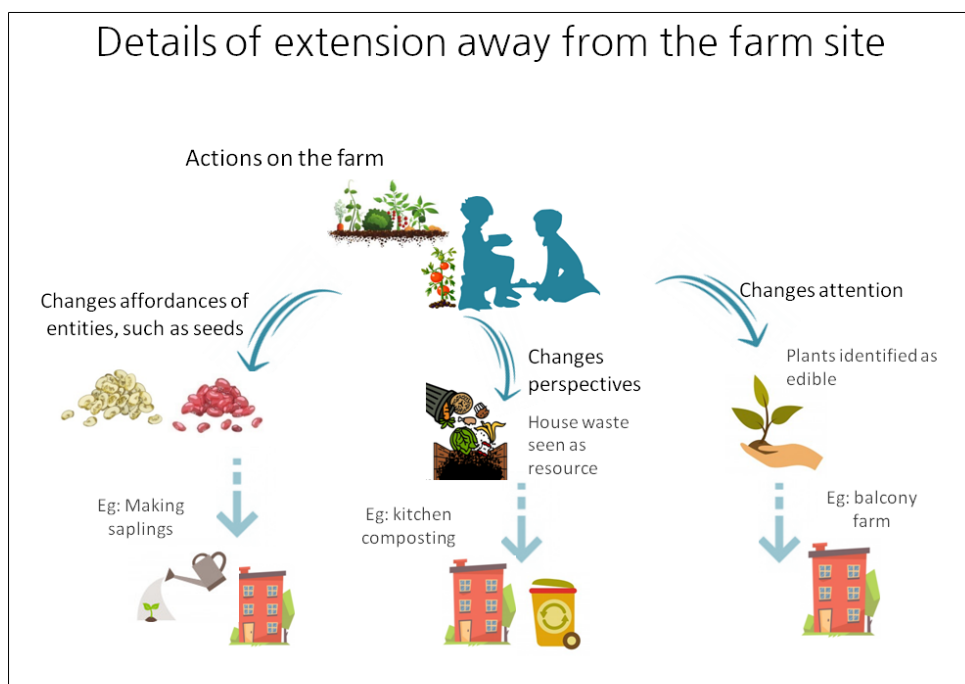 Details of extension away from the farm site
Actions on the farm
Changes affordances of
entities, such as seeds
Eg: Making
saplings
Changes
perspectives
House waste
seen as
resource
Eg: kitchen
composting
Changes attention
Plants identified as
edible
Eg: balcony
farm